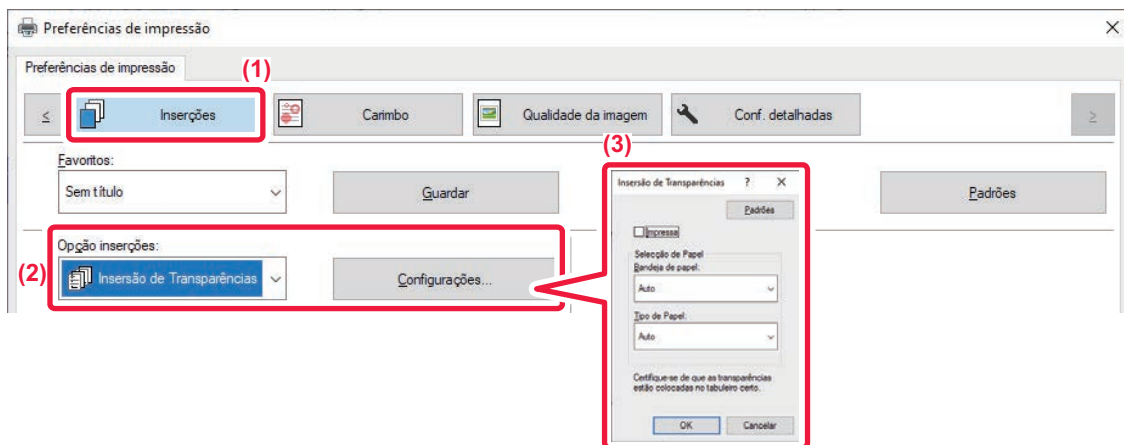 Preferências de impressão
Preferências de impressão
(1)
≤ Inserções Carimbo Qualidade da imagem Conf. detalhadas ≥
(3)
Favoritos:
Sem título Guardar Padrões
Opção inserções:
(2) Insersão de Transparências Configurações...
Insersão de Transparências ? X
Padrões
Impressa
Selecção de Papel
Bandeja de papel:
Auto
Tipo de Papel:
Auto
Certifique-se de que as transparências
estão colocadas no tabuleiro certo.
OK Cancelar